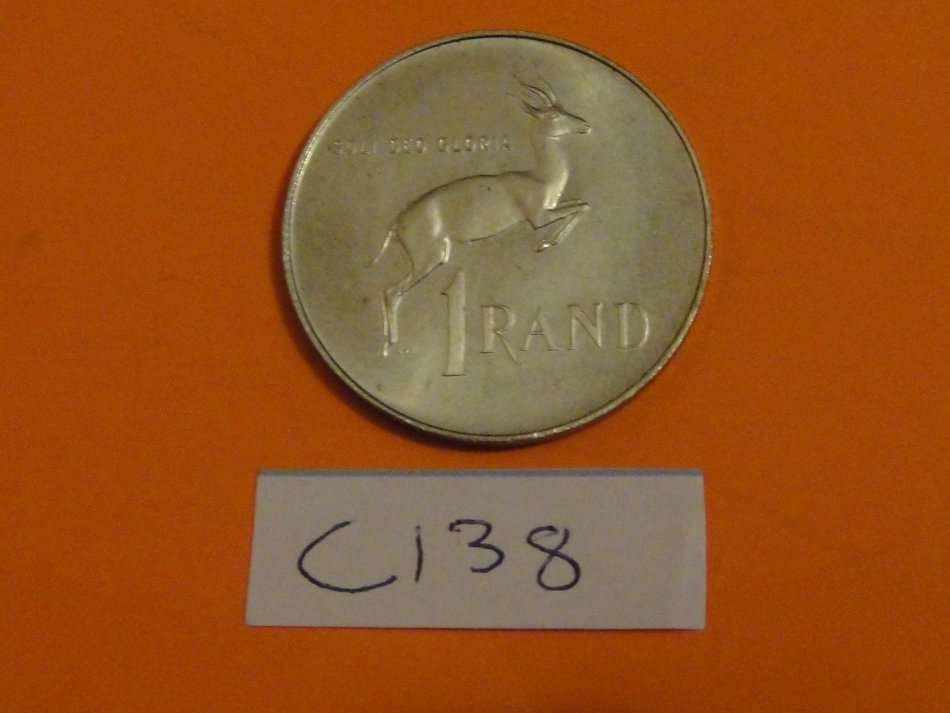 SOLI DEO GLORIA
1 RAND
C138